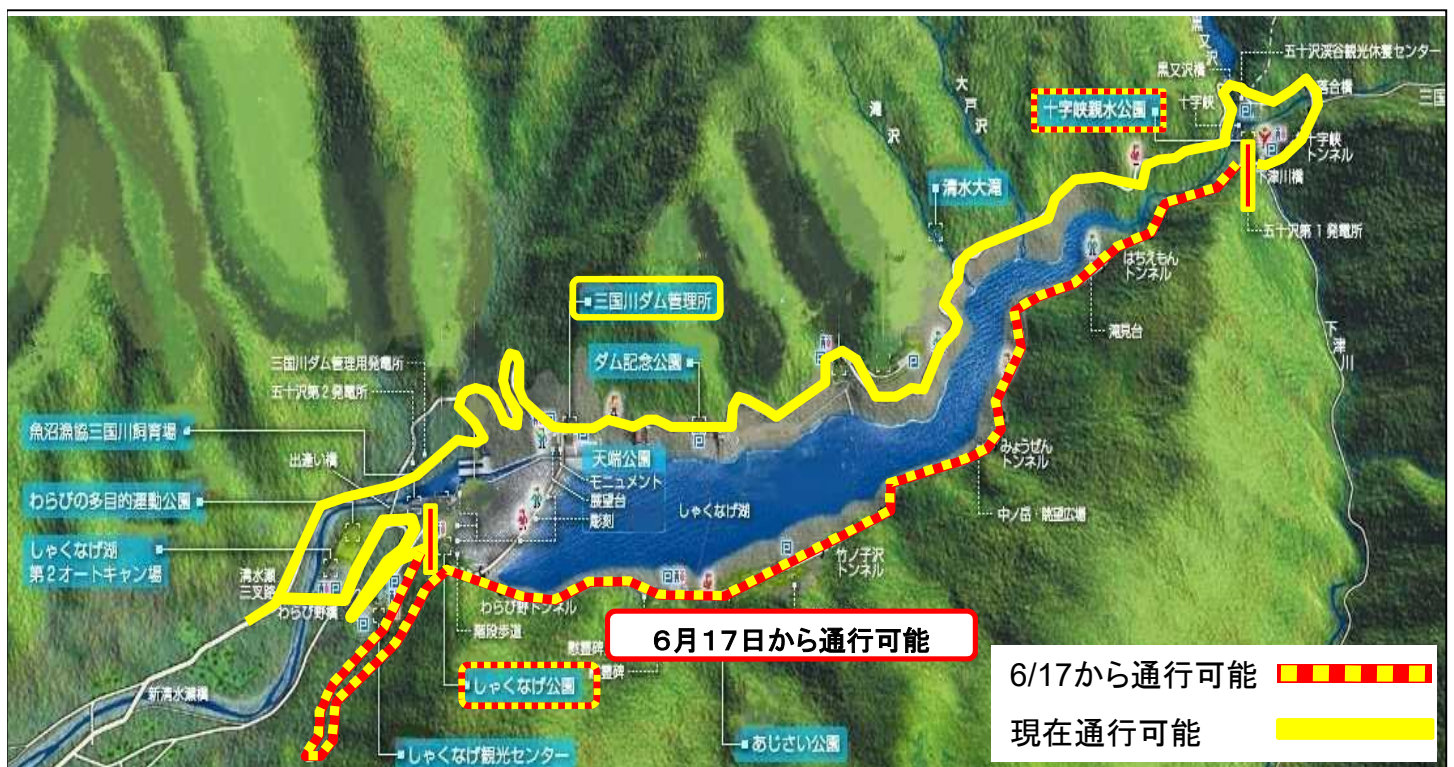 黒又沢
五十沢渓谷観光休養センター
黒又沢橋
落合橋
三国
十字峡
十字峡親水公園
十字峡
トンネル
下津川橋
五十沢第1発電所
大戸沢
滝沢
清水大滝
はちえもん
トンネル
滝見台
下津川
三国川ダム管理所
ダム記念公園
三国川ダム管理用発電所
五十沢第2発電所
魚沼漁協三国川飼育場
出逢い橋
わらびの多目的運動公園
しゃくなげ湖
第2オートキャン場
清水瀬
三叉路
わらび野橋
新清水瀬橋
天端公園
モニュメント
展望台
彫刻
しゃくなげ湖
みょうぜん
トンネル
中ノ岳 眺望広場
竹ノ子沢
トンネル
わらび野トンネル
階段歩道
慰霊碑
霊碑
6月17日から通行可能
しゃくなげ公園
しゃくなげ観光センター
あじさい公園
6/17から通行可能
現在通行可能